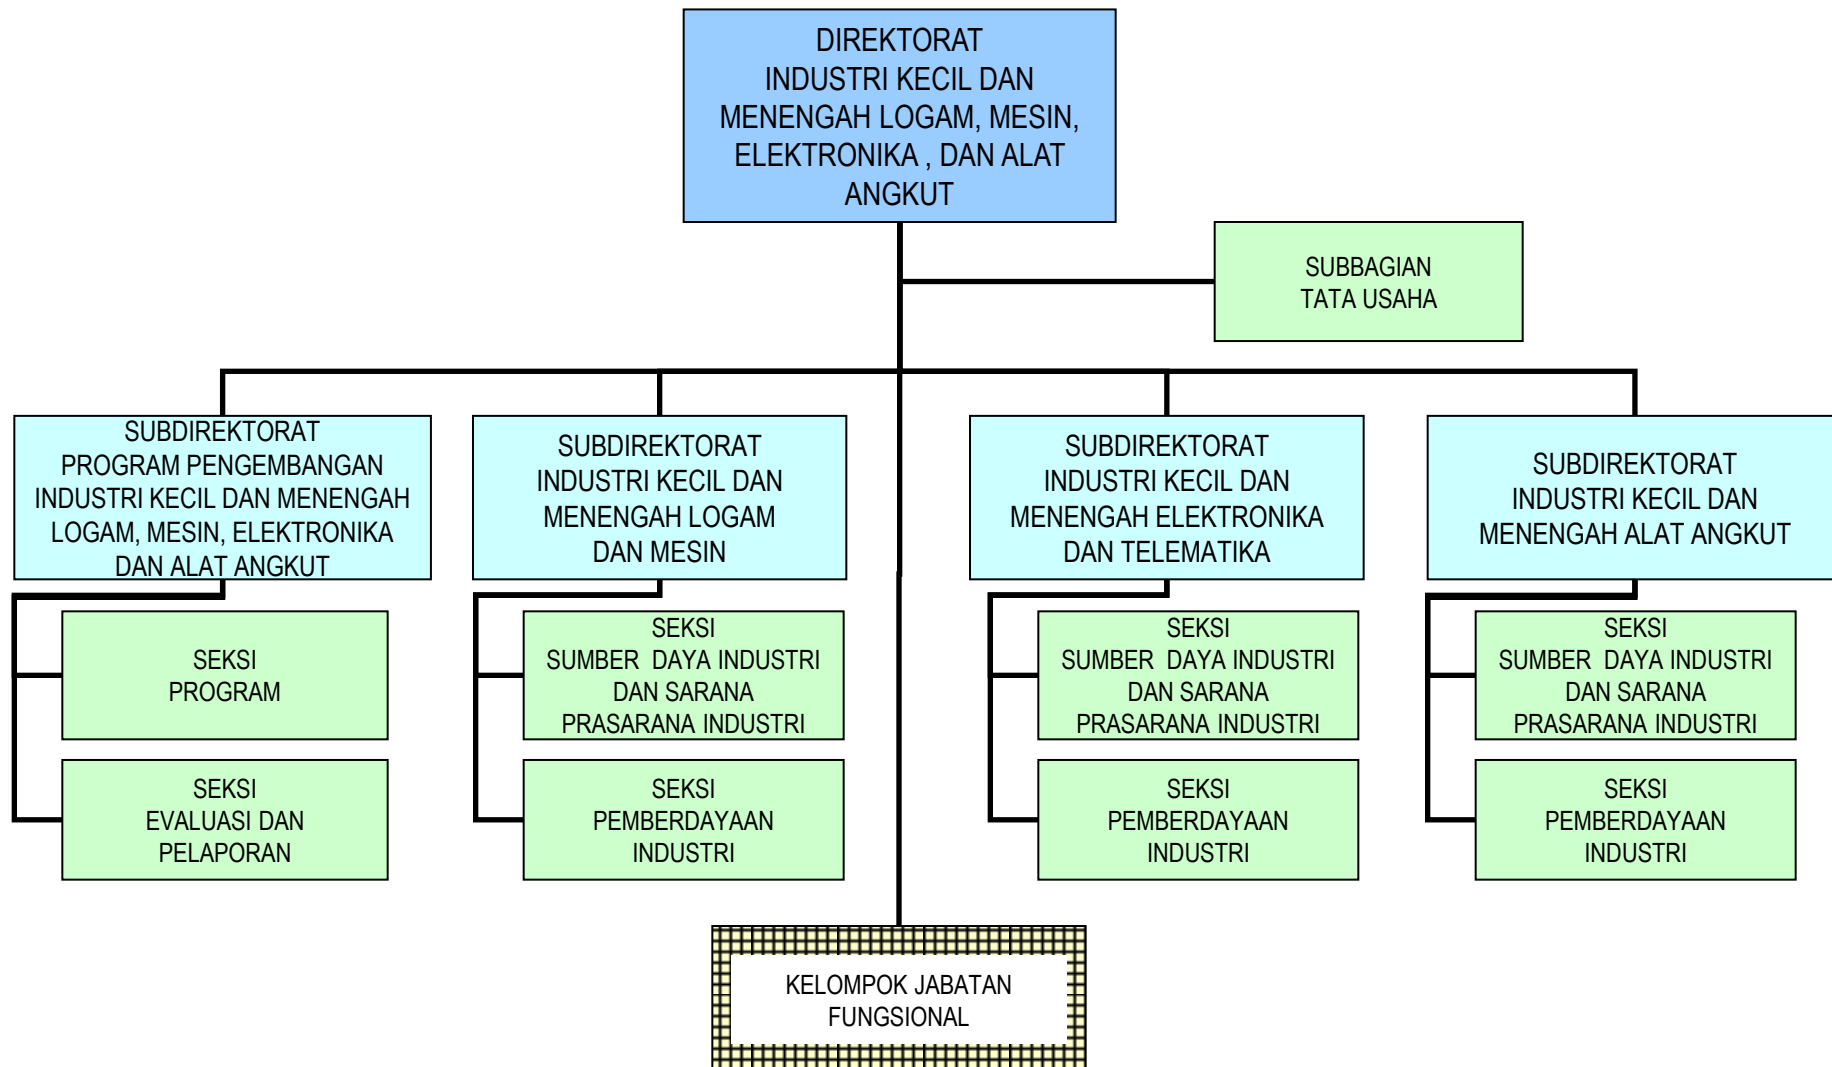 DIREKTORAT
INDUSTRI KECIL DAN
MENENGAH LOGAM, MESIN,
ELEKTRONIKA , DAN ALAT
ANGKUT
SUBBAGIAN
TATA USAHA
SUBDIREKTORAT
PROGRAM PENGEMBANGAN
INDUSTRI KECIL DAN MENENGAH
LOGAM, MESIN, ELEKTRONIKA
DAN ALAT ANGKUT
SUBDIREKTORAT
INDUSTRI KECIL DAN
MENENGAH LOGAM
DAN MESIN
SUBDIREKTORAT
INDUSTRI KECIL DAN
MENENGAH ELEKTRONIKA
DAN TELEMATIKA
SUBDIREKTORAT
INDUSTRI KECIL DAN
MENENGAH ALAT ANGKUT
SEKSI
PROGRAM
SEKSI
SUMBER  DAYA INDUSTRI
DAN SARANA
PRASARANA INDUSTRI
SEKSI
SUMBER  DAYA INDUSTRI
DAN SARANA
PRASARANA INDUSTRI
SEKSI
SUMBER  DAYA INDUSTRI
DAN SARANA
PRASARANA INDUSTRI
SEKSI
EVALUASI DAN
PELAPORAN
SEKSI
PEMBERDAYAAN
INDUSTRI
SEKSI
PEMBERDAYAAN
INDUSTRI
SEKSI
PEMBERDAYAAN
INDUSTRI
KELOMPOK JABATAN
FUNGSIONAL